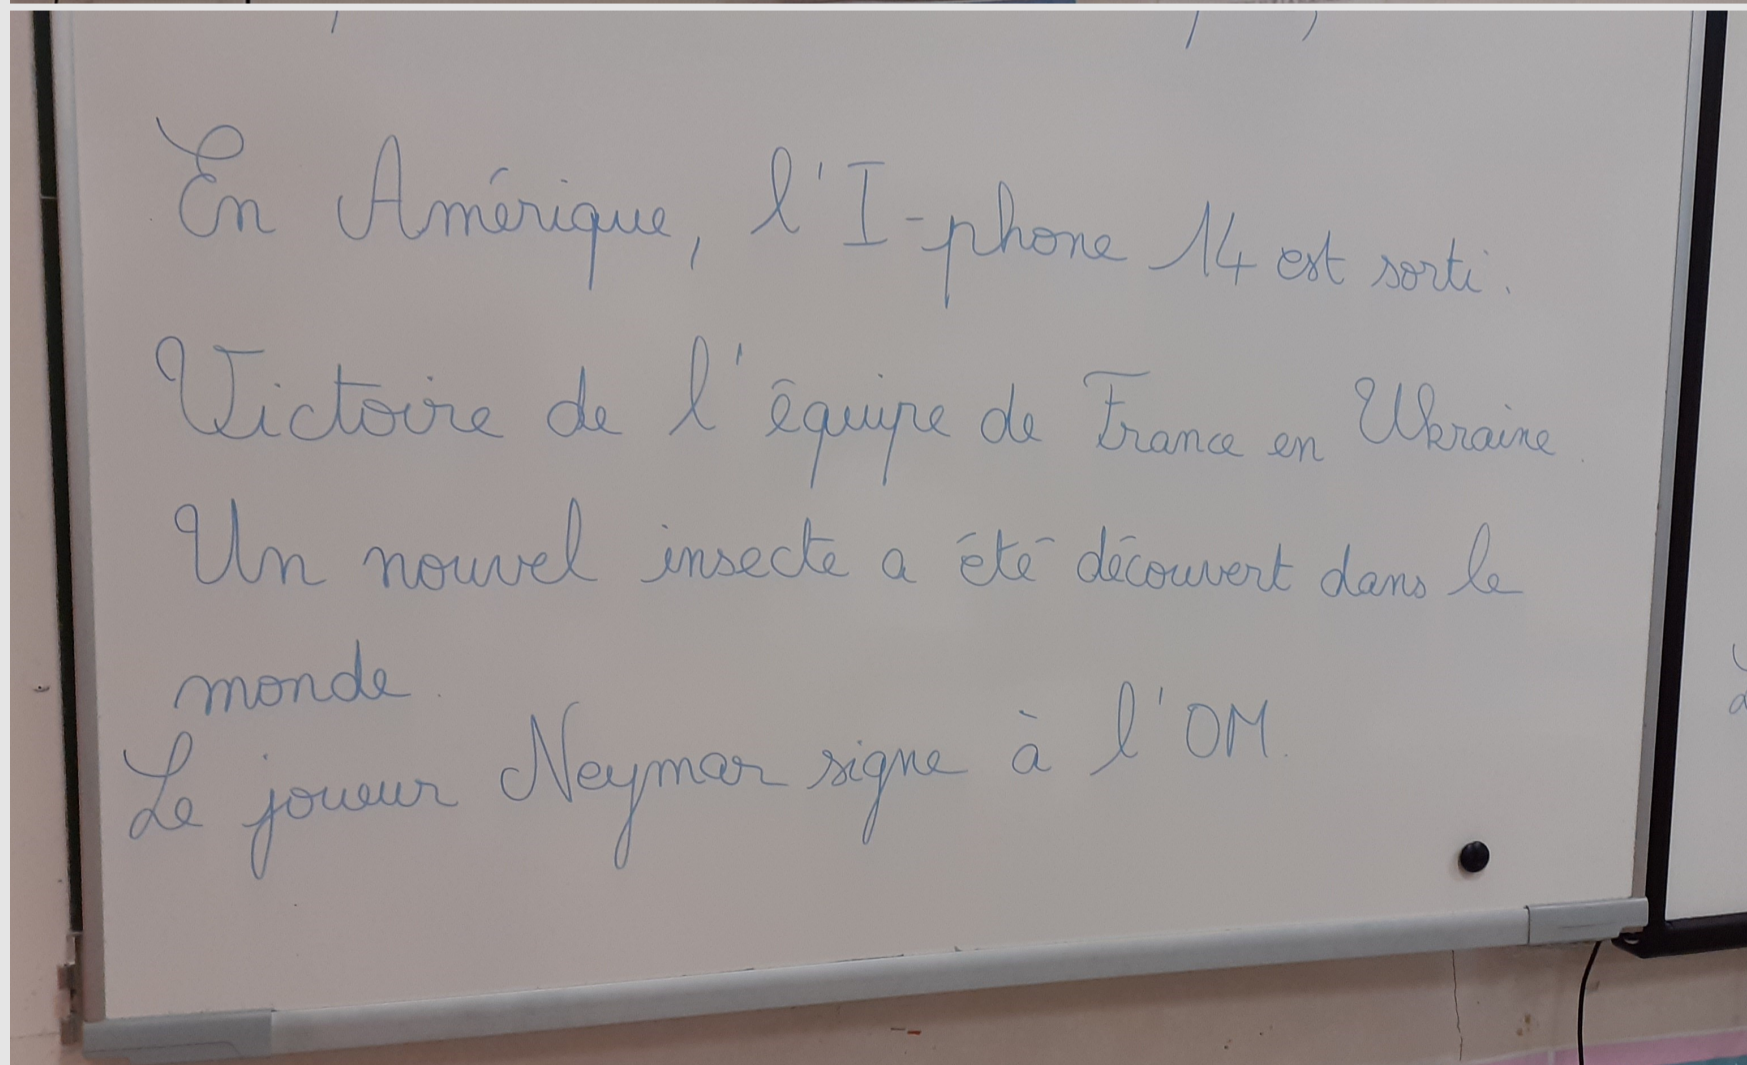 En Amérique, l'I-phone 14 est sorti.
Victoire de l'équipe de France en Ukraine.
Un nouvel insecte a été découvert dans le
monde.
Le joueur Neymar signe à l'OM.